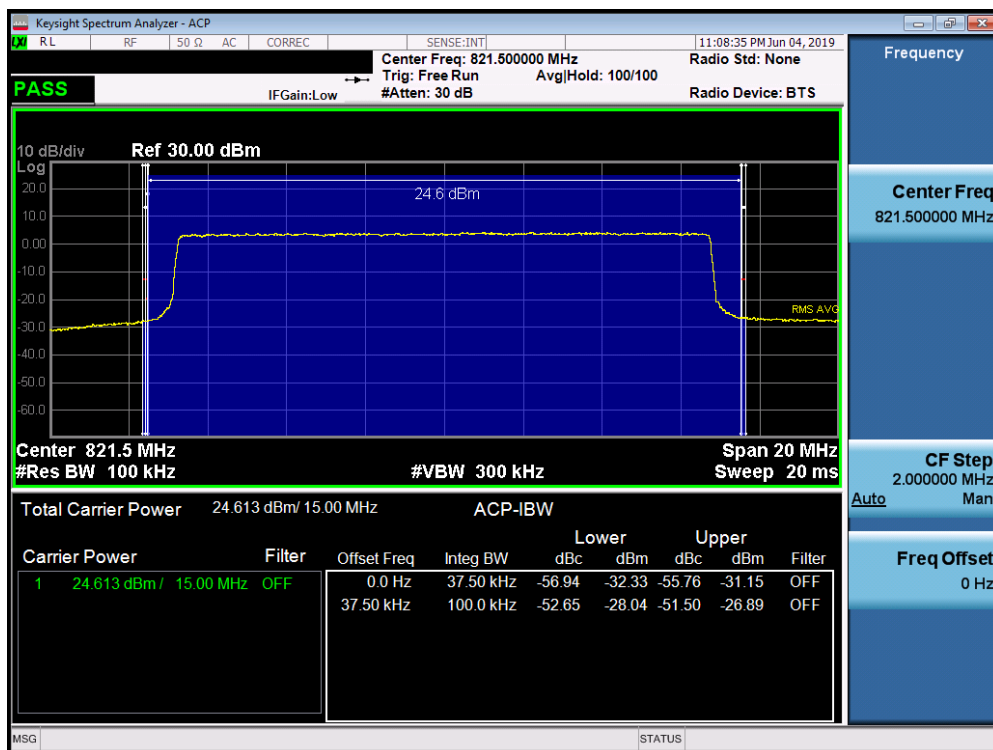 Keysight Spectrum Analyzer - ACP
LXI RL RF 50 Ω AC CORREC SENSE:INT 11:08:35 PM Jun 04, 2019
Center Freq: 821.500000 MHz Radio Std: None
Trig: Free Run Avg|Hold: 100/100
PASS IFGain:Low #Atten: 30 dB Radio Device: BTS
10 dB/div Ref 30.00 dBm
Log
24.6 dBm
20.0
10.0
0.00
-10.0
-20.0
RMS AVG
-30.0
-40.0
-50.0
-60.0
Center 821.5 MHz Span 20 MHz
#Res BW 100 kHz #VBW 300 kHz Sweep 20 ms
Total Carrier Power 24.613 dBm/ 15.00 MHz ACP-IBW
Lower Upper
Carrier Power Filter Offset Freq Integ BW dBc dBm dBc dBm Filter
1 24.613 dBm / 15.00 MHz OFF 0.0 Hz 37.50 kHz -56.94 -32.33 -55.76 -31.15 OFF
37.50 kHz 100.0 kHz -52.65 -28.04 -51.50 -26.89 OFF
MSG STATUS
Frequency
Center Freq
821.500000 MHz
CF Step
2.000000 MHz
Auto Man
Freq Offset
0 Hz